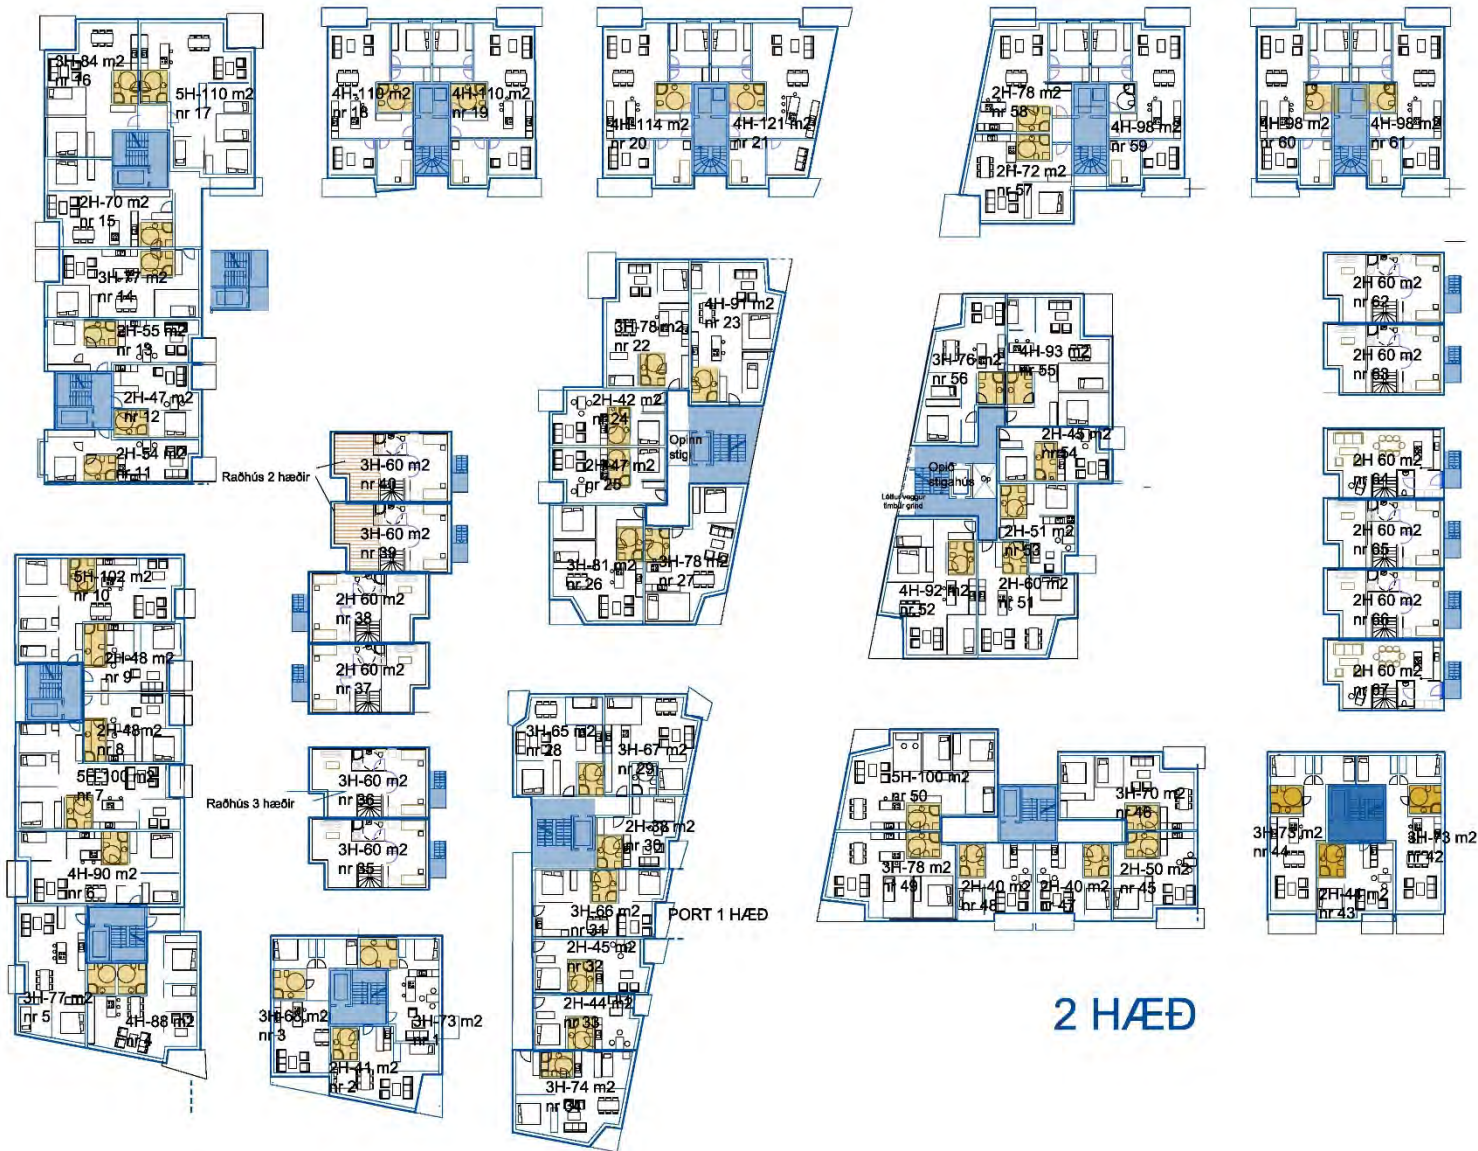 3H-84 m2
nr 16
5H-110 m2
nr 17
4H-110 m2
nr 18
4H-110 m2
nr 19
4H-114 m2
nr 20
4H-121 m2
nr 21
2H-78 m2
nr 58
4H-98 m2
nr 59
2H-72 m2
nr 57
4H-98 m2
nr 60
4H-98 m2
nr 61
2H-70 m2
nr 15
3H-77 m2
nr 14
2H-55 m2
nr 13
2H-47 m2
nr 12
2H-54 m2
nr 11
3H-78 m2
nr 22
4H-91 m2
nr 23
2H-42 m2
nr 24
2H-47 m2
nr 25
Opinn
stigi
3H-81 m2
nr 26
3H-78 m2
nr 27
3H-76 m2
nr 56
4H-93 m2
nr 55
2H-45 m2
nr 54
Opið
stigahús
Op
Léttur veggur
timbur grind
2H-51 m2
nr 53
4H-92 m2
nr 52
2H-60 m2
nr 51
2H 60 m2
nr 62
2H 60 m2
nr 63
2H 60 m2
nr 64
2H 60 m2
nr 65
2H 60 m2
nr 66
2H 60 m2
nr 67
Raðhús 2 hæðir
3H-60 m2
nr 40
3H-60 m2
nr 39
2H 60 m2
nr 38
2H 60 m2
nr 37
Raðhús 3 hæðir
3H-60 m2
nr 36
3H-60 m2
nr 35
5H-102 m2
nr 10
2H-48 m2
nr 9
2H-48m2
nr 8
5H-100 m2
nr 7
4H-90 m2
nr 6
3H-77 m2
nr 5
4H-88 m2
nr 4
3H-68 m2
nr 3
2H-41 m2
nr 2
3H-73 m2
nr 1
3H-65 m2
nr 28
3H-67 m2
nr 29
2H-38 m2
nr 30
3H-66 m2
nr 31
PORT 1 HÆÐ
2H-45 m2
nr 32
2H-44 m2
nr 33
3H-74 m2
nr 34
5H-100 m2
nr 50
3H-70 m2
nr 46
3H-78 m2
nr 49
2H-40 m2
nr 48
2H-40 m2
nr 47
2H-50 m2
nr 45
3H-73 m2
nr 44
2H-44 m2
nr 43
3H-73 m2
nr 42
2 HÆÐ